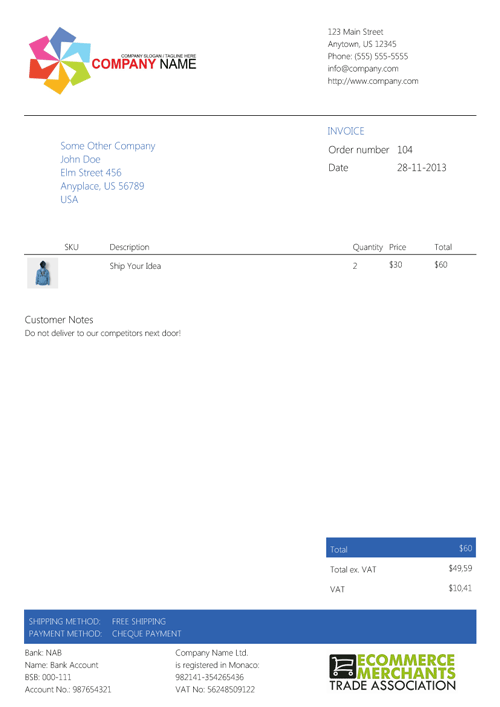 COMPANY SLOGAN / TAGLINE HERE
COMPANY NAME
123 Main Street
Anytown, US 12345
Phone: (555) 555-5555
info@company.com
http://www.company.com
INVOICE
Order number 104
Date 28-11-2013
Some Other Company
John Doe
Elm Street 456
Anyplace, US 56789
USA
SKU Description Quantity Price Total
Ship Your Idea 2 $30 $60
Customer Notes
Do not deliver to our competitors next door!
Total $60
Total ex. VAT $49,59
VAT $10,41
SHIPPING METHOD: FREE SHIPPING
PAYMENT METHOD: CHEQUE PAYMENT
Bank: NAB
Name: Bank Account
BSB: 000-111
Account No.: 987654321
Company Name Ltd.
is registered in Monaco:
982141-354265436
VAT No: 56248509122
ECOMMERCE
MERCHANTS
TRADE ASSOCIATION